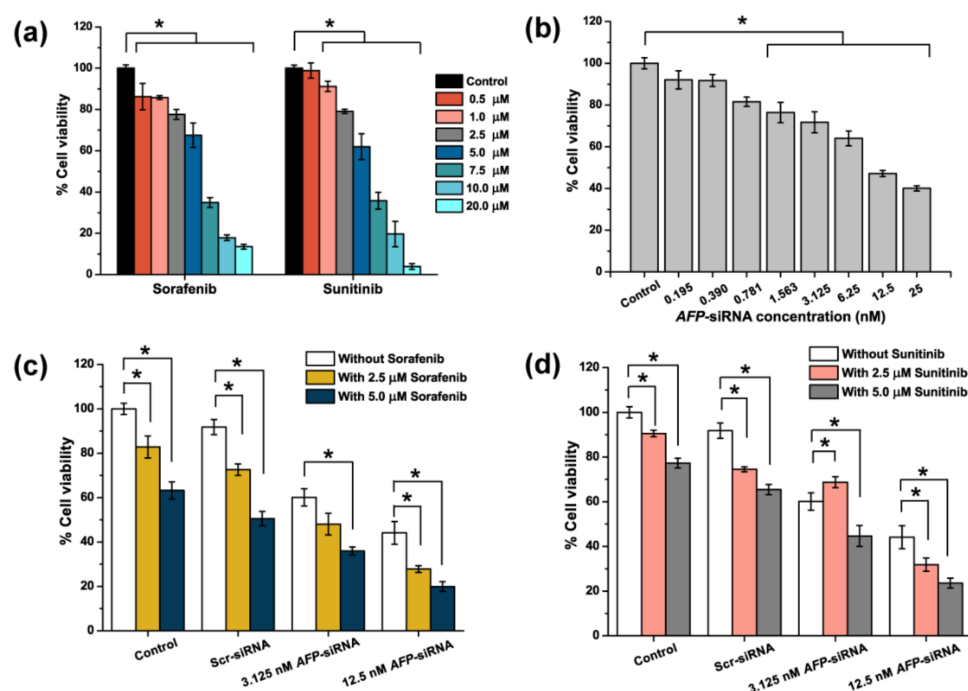 (a)
*
*
120
100
80
60
40
20
0
% Cell viability
Sorafenib
Sunitinib
Control
0.5 μM
1.0 μM
2.5 μM
5.0 μM
7.5 μM
10.0 μM
20.0 μM
(b)
*
120
100
80
60
40
20
0
% Cell viability
Control
0.195
0.390
0.781
1.563
3.125
6.25
12.5
25
AFP-siRNA concentration (nM)
(c)
Without Sorafenib
With 2.5 μM Sorafenib
With 5.0 μM Sorafenib
*
*
*
*
*
*
*
120
100
80
60
40
20
0
% Cell viability
Control
Scr-siRNA
3.125 nM AFP-siRNA
12.5 nM AFP-siRNA
(d)
Without Sunitinib
With 2.5 μM Sunitinib
With 5.0 μM Sunitinib
*
*
*
*
*
*
*
*
120
100
80
60
40
20
0
% Cell viability
Control
Scr-siRNA
3.125 nM AFP-siRNA
12.5 nM AFP-siRNA